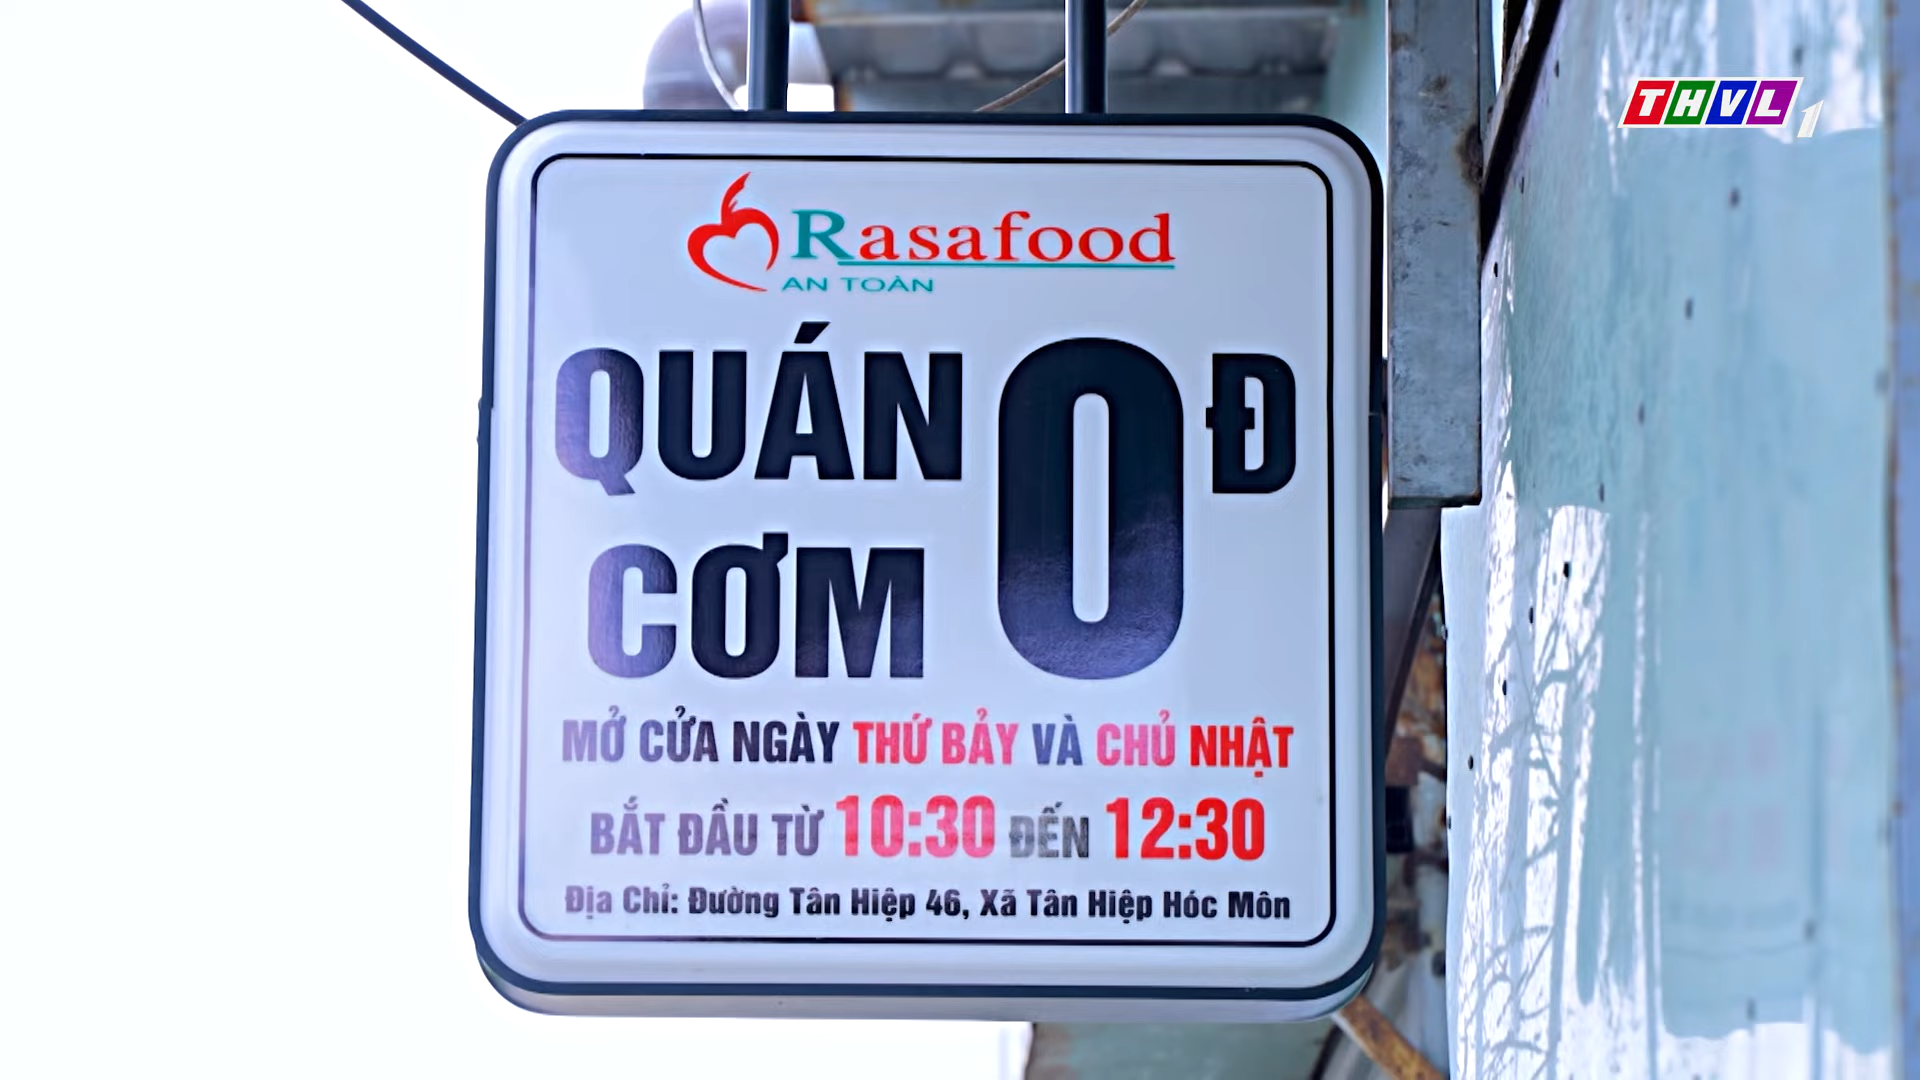 THVL1
Rasafood
AN TOÀN
QUÁN 0Đ
CƠM
MỞ CỬA NGÀY THỨ BẢY VÀ CHỦ NHẬT
BẮT ĐẦU TỪ 10:30 ĐẾN 12:30
Địa Chỉ: Đường Tân Hiệp 46, Xã Tân Hiệp Hóc Môn